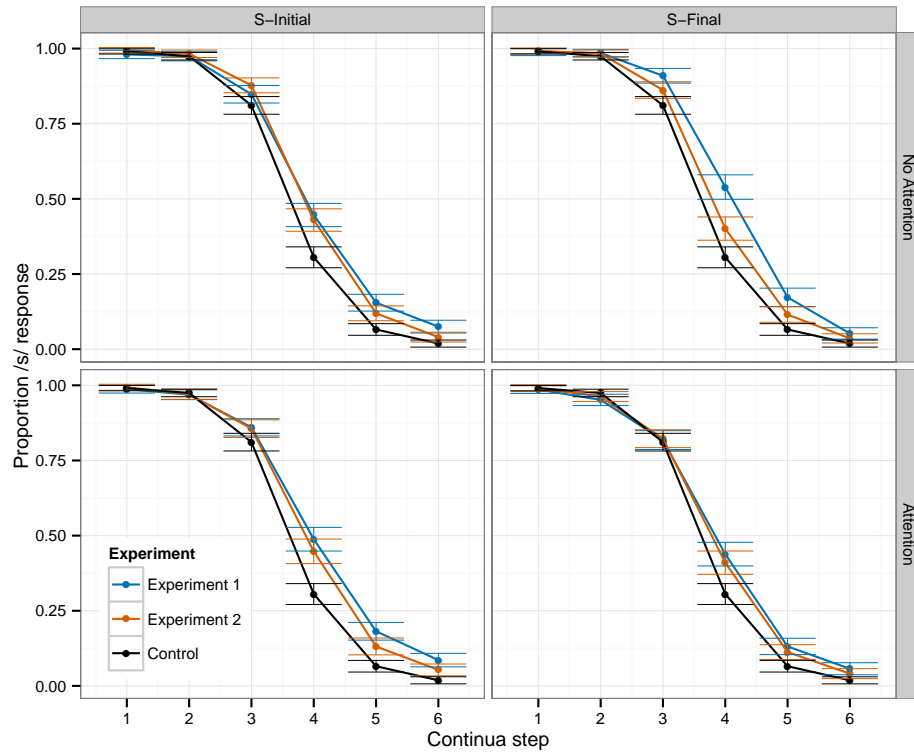 S−Initial
S−Final
1.00
0.75
0.50
0.25
0.00
No Attention
1.00
0.75
0.50
0.25
0.00
Attention
Proportion /s/ response
Experiment
Experiment 1
Experiment 2
Control
1 2 3 4 5 6
1 2 3 4 5 6
Continua step